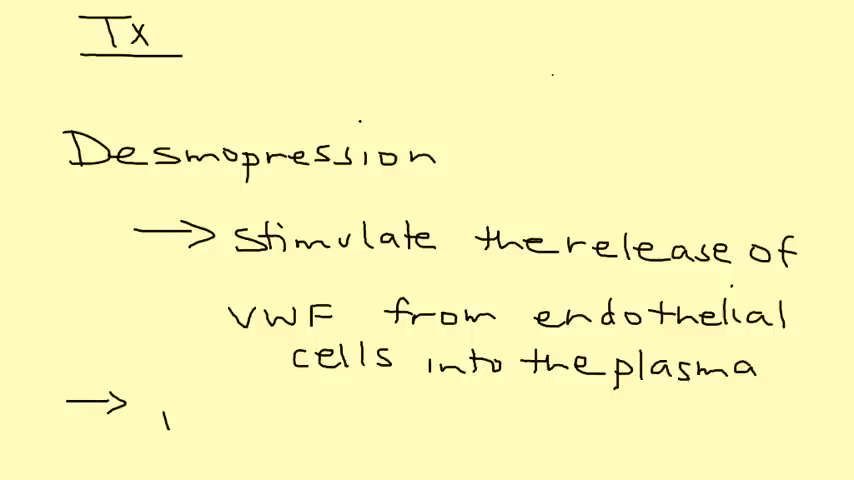 Tx
Desmopression
→ stimulate the release of
VWF from endothelial
cells into the plasma
→